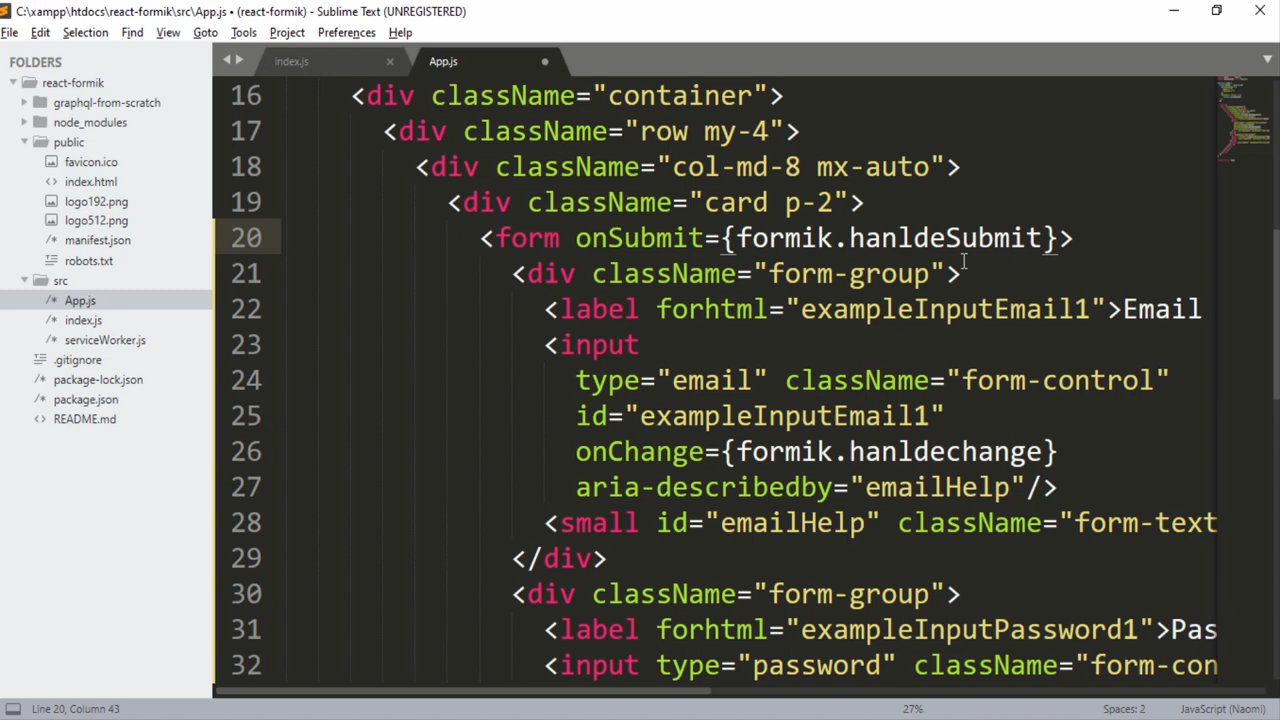 C:\xampp\htdocs\react-formik\src\App.js • (react-formik) - Sublime Text (UNREGISTERED)
File Edit Selection Find View Goto Tools Project Preferences Help
FOLDERS
react-formik
graphql-from-scratch
node_modules
public
favicon.ico
index.html
logo192.png
logo512.png
manifest.json
robots.txt
src
App.js
index.js
serviceWorker.js
.gitignore
package-lock.json
package.json
README.md
index.js
App.js
16 <div className="container">
17 <div className="row my-4">
18 <div className="col-md-8 mx-auto">
19 <div className="card p-2">
20 <form onSubmit={formik.hanldeSubmit}>
21 <div className="form-group">
22 <label forhtml="exampleInputEmail1">Email
23 <input
24 type="email" className="form-control"
25 id="exampleInputEmail1"
26 onChange={formik.hanldechange}
27 aria-describedby="emailHelp"/>
28 <small id="emailHelp" className="form-text
29 </div>
30 <div className="form-group">
31 <label forhtml="exampleInputPassword1">Pas
32 <input type="password" className="form-con
Line 20, Column 43 27% Spaces: 2 JavaScript (Naomi)